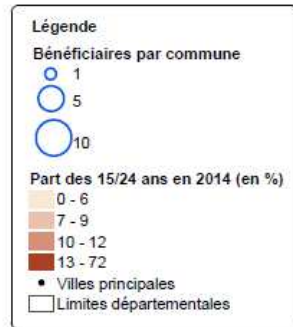 Légende
Bénéficiaires par commune
1
5
10
Part des 15/24 ans en 2014 (en %)
0 - 6
7 - 9
10 - 12
13 - 72
Villes principales
Limites départementales